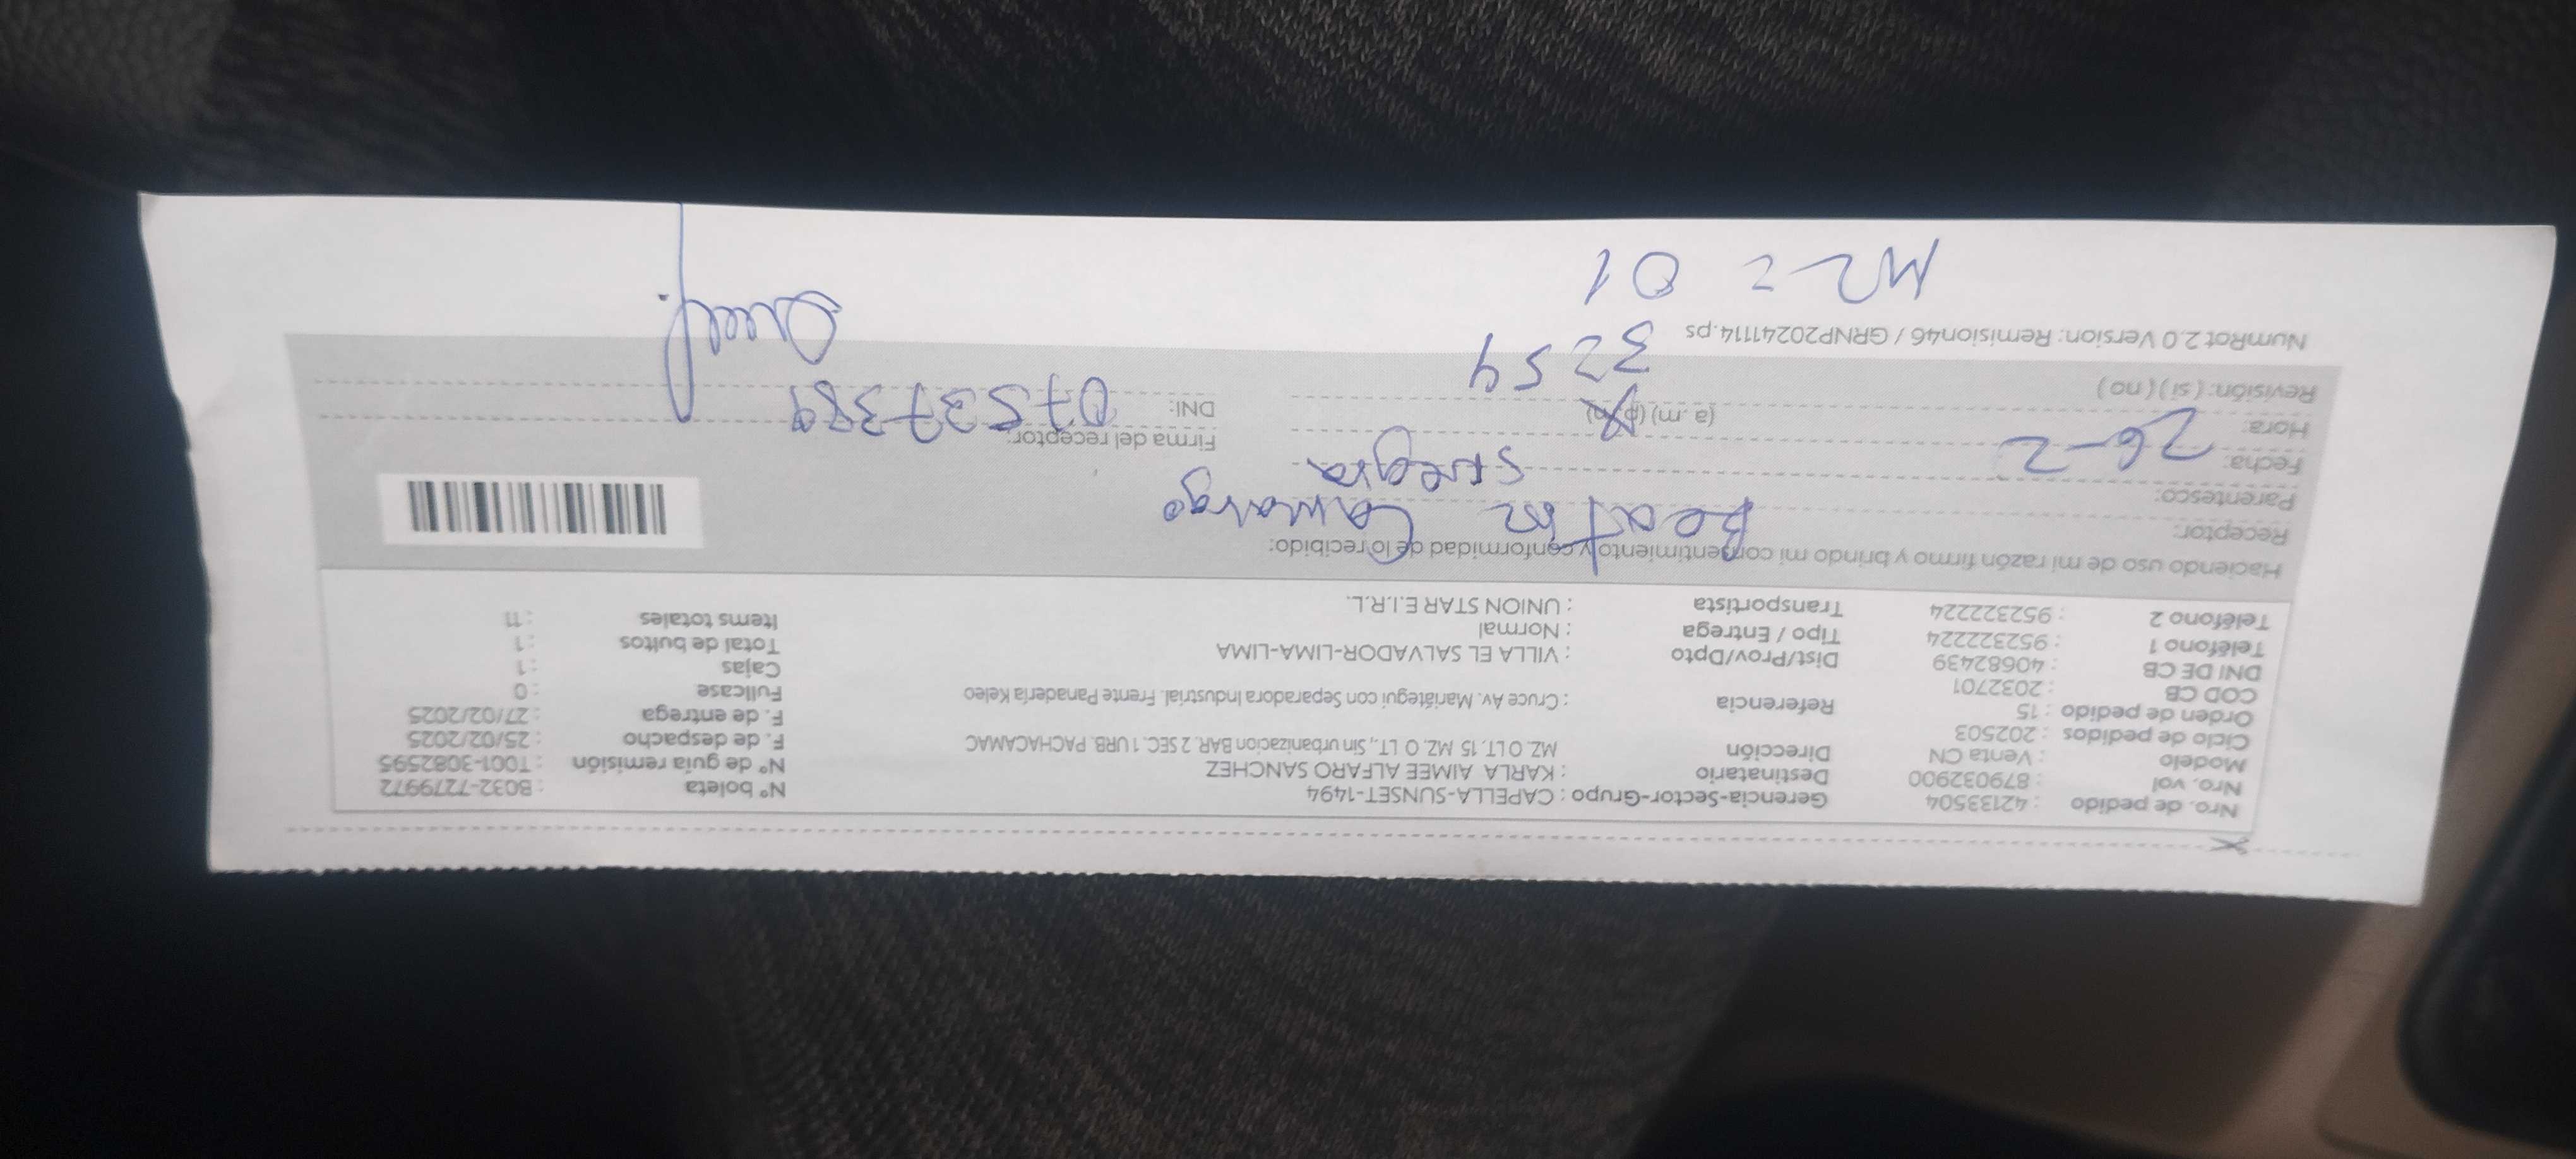 Nro. de pedido : 42133504 Gerencia-Sector-Grupo : CAPELLA-SUNSET-1494 N° boleta : B032-7279972
Nro. vol : 879032900 Destinatario : KARLA AIMEE ALFARO SANCHEZ N° de guía remisión : T001-3082595
Modelo : Venta CN Dirección MZ. O LT. 15 MZ. O LT., Sin urbanizacion BAR. 2 SEC. 1 URB. PACHACAMAC F. de despacho : 25/02/2025
Ciclo de pedidos : 202503 F. de entrega : 27/02/2025
Orden de pedido : 15 Referencia : Cruce Av. Mariátegui con Separadora Industrial. Frente Panadería Keleo Fullcase : 0
COD CB : 2032701 Cajas : 1
DNI DE CB : 40682439 Dist/Prov/Dpto : VILLA EL SALVADOR-LIMA-LIMA Total de bultos : 1
Teléfono 1 : 952322224 Tipo / Entrega : Normal Items totales : 11
Teléfono 2 : 952322224 Transportista : UNION STAR E.I.R.L.
Haciendo uso de mi razón firmo y brindo mi consentimiento y conformidad de lo recibido:
Receptor: Beatriz Camargo
Parentesco: suegra
Fecha: 26-2 Firma del receptor:
Hora: (a. m) (p. m) DNI: 07537389
Revisión: ( si ) ( no ) 3254
NumRot 2.0 Version: Remision46 / GRNP20241114.ps
MZ = 01